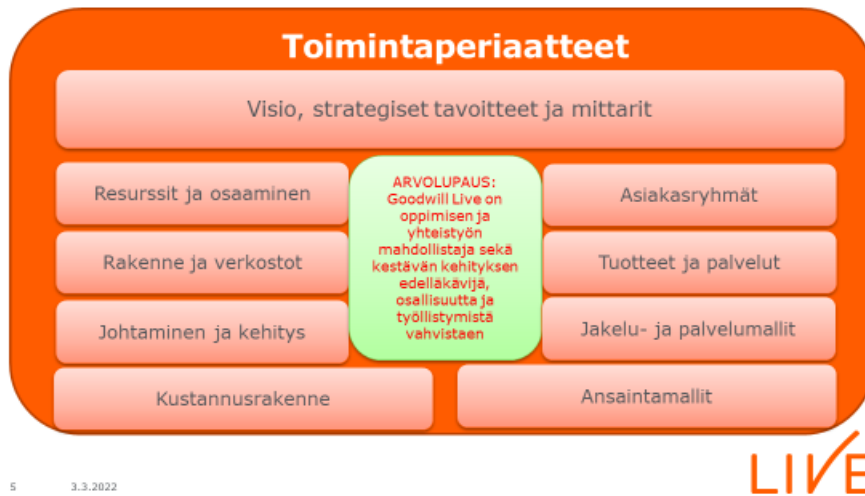 Toimintaperiaatteet
Visio, strategiset tavoitteet ja mittarit
Resurssit ja osaaminen
Rakenne ja verkostot
Johtaminen ja kehitys
ARVOLUPAUS:
Goodwill Live on
oppimisen ja
yhteistyön
mahdollistaja sekä
kestävän kehityksen
edelläkävijä,
osallisuutta ja
työllistymistä
vahvistaen
Asiakasryhmät
Tuotteet ja palvelut
Jakelu- ja palvelumallit
Kustannusrakenne
Ansaintamallit
5 3.3.2022
LIVE